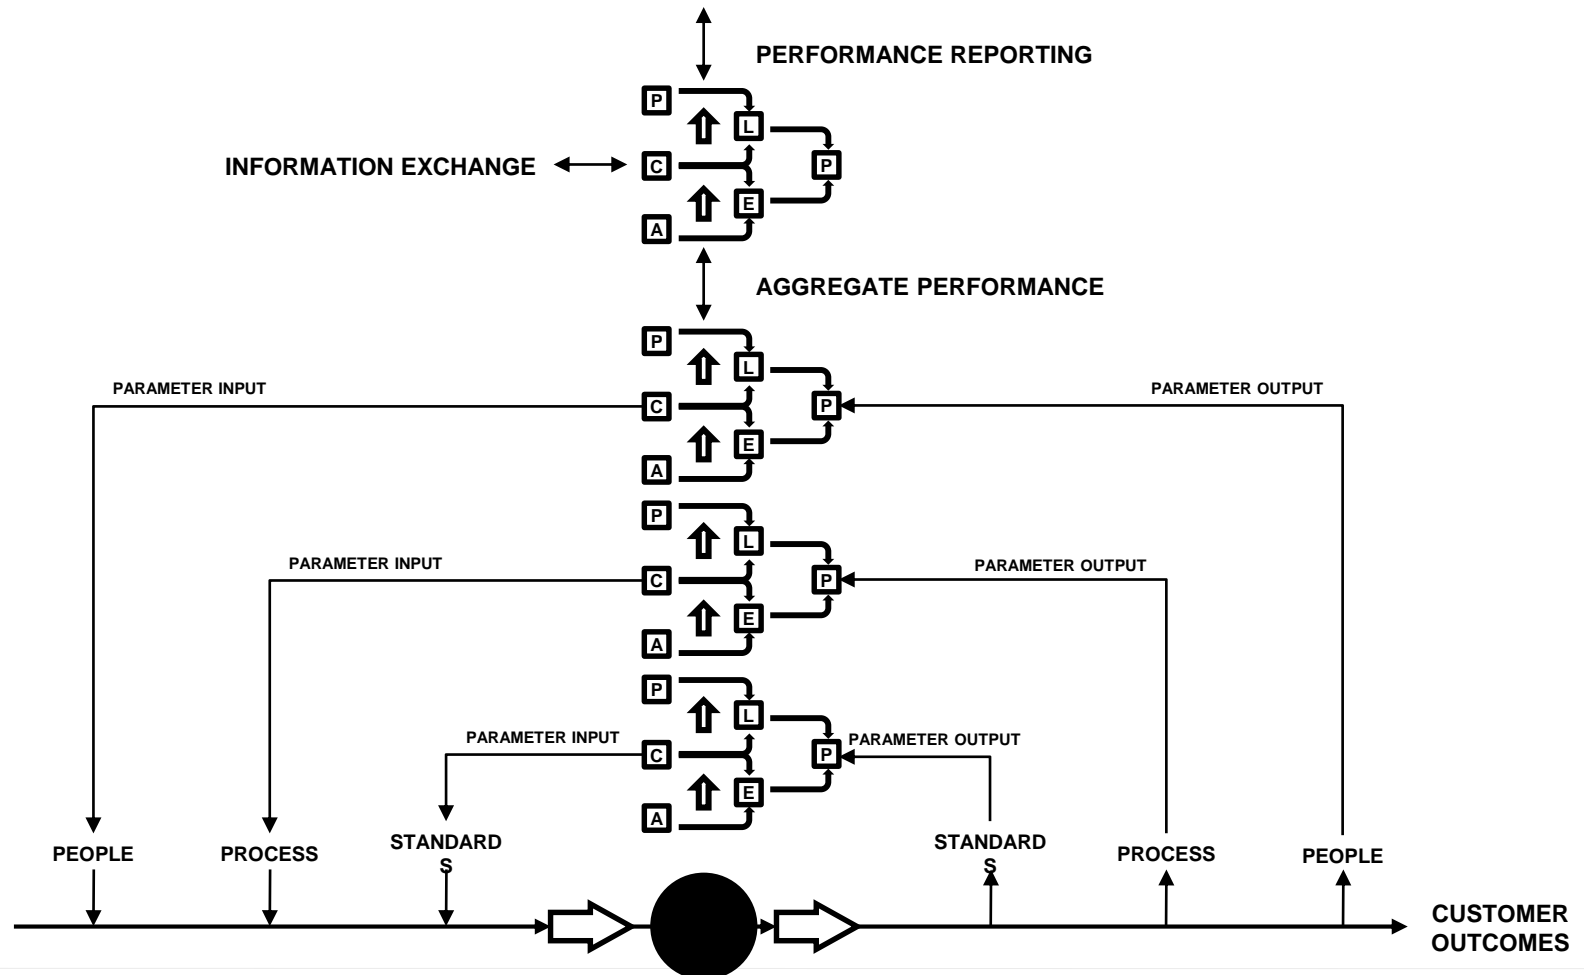 PERFORMANCE REPORTING
P
L
INFORMATION EXCHANGE
C
P
E
A
AGGREGATE PERFORMANCE
P
L
PARAMETER INPUT
PARAMETER OUTPUT
C
P
E
A
P
L
PARAMETER INPUT
PARAMETER OUTPUT
C
P
E
A
P
L
PARAMETER INPUT
PARAMETER OUTPUT
C
P
E
A
PEOPLE
PROCESS
STANDARD
S
STANDARD
S
PROCESS
PEOPLE
CUSTOMER
OUTCOMES